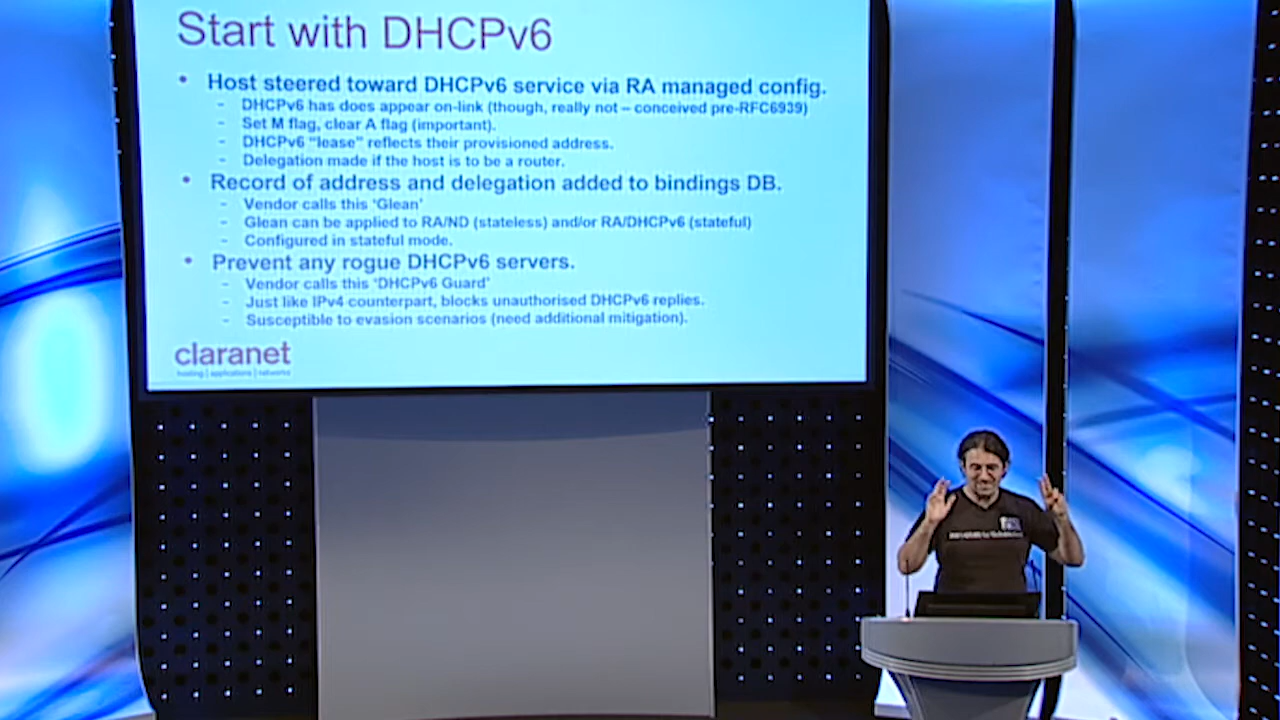 Start with DHCPv6
• Host steered toward DHCPv6 service via RA managed config.
– DHCPv6 has does appear on-link (though, really not – conceived pre-RFC6939)
– Set M flag, clear A flag (important).
– DHCPv6 "lease" reflects their provisioned address.
– Delegation made if the host is to be a router.
• Record of address and delegation added to bindings DB.
– Vendor calls this 'Glean'
– Glean can be applied to RA/ND (stateless) and/or RA/DHCPv6 (stateful)
– Configured in stateful mode.
• Prevent any rogue DHCPv6 servers.
– Vendor calls this 'DHCPv6 Guard'
– Just like IPv4 counterpart, blocks unauthorised DHCPv6 replies.
– Susceptible to evasion scenarios (need additional mitigation).
claranet
hosting | applications | networks